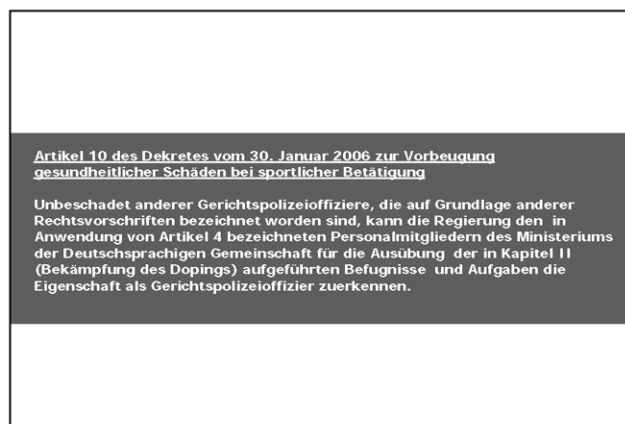 Artikel 10 des Dekretes vom 30. Januar 2006 zur Vorbeugung
gesundheitlicher Schäden bei sportlicher Betätigung
Unbeschadet anderer Gerichtspolizeioffiziere, die auf Grundlage anderer
Rechtsvorschriften bezeichnet worden sind, kann die Regierung den in
Anwendung von Artikel 4 bezeichneten Personalmitgliedern des Ministeriums
der Deutschsprachigen Gemeinschaft für die Ausübung der in Kapitel II
(Bekämpfung des Dopings) aufgeführten Befugnisse und Aufgaben die
Eigenschaft als Gerichtspolizeioffizier zuerkennen.